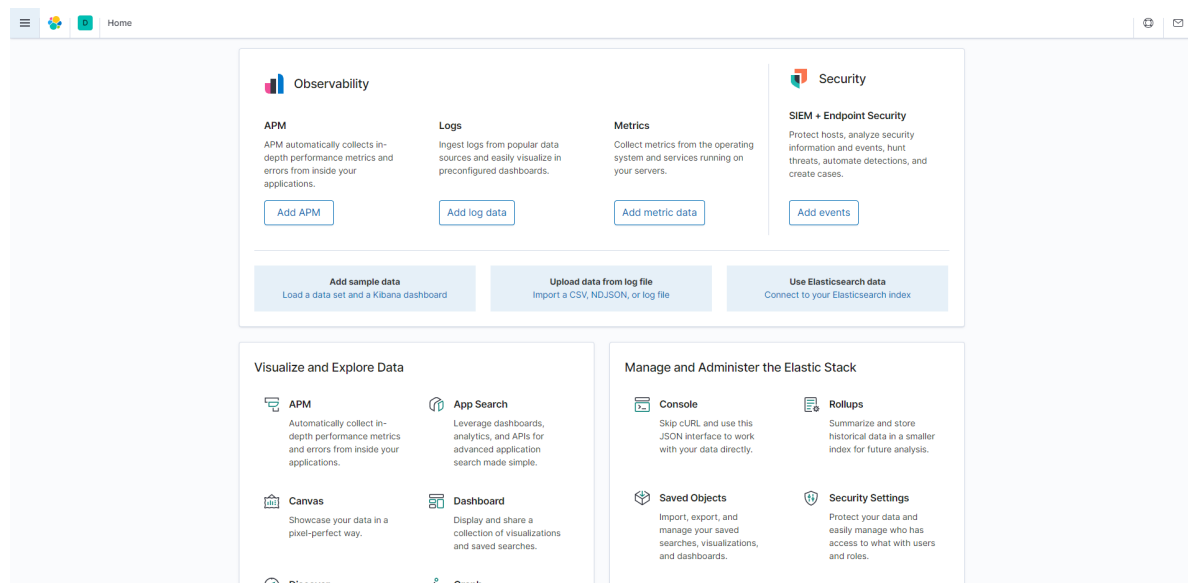 D Home
Observability
APM
APM automatically collects in-
depth performance metrics and
errors from inside your
applications.
Add APM
Logs
Ingest logs from popular data
sources and easily visualize in
preconfigured dashboards.
Add log data
Metrics
Collect metrics from the operating
system and services running on
your servers.
Add metric data
Security
SIEM + Endpoint Security
Protect hosts, analyze security
information and events, hunt
threats, automate detections, and
create cases.
Add events
Add sample data
Load a data set and a Kibana dashboard
Upload data from log file
Import a CSV, NDJSON, or log file
Use Elasticsearch data
Connect to your Elasticsearch index
Visualize and Explore Data
APM
Automatically collect in-
depth performance metrics
and errors from inside your
applications.
App Search
Leverage dashboards,
analytics, and APIs for
advanced application
search made simple.
Canvas
Showcase your data in a
pixel-perfect way.
Dashboard
Display and share a
collection of visualizations
and saved searches.
Manage and Administer the Elastic Stack
Console
Skip cURL and use this
JSON interface to work
with your data directly.
Rollups
Summarize and store
historical data in a smaller
index for future analysis.
Saved Objects
Import, export, and
manage your saved
searches, visualizations,
and dashboards.
Security Settings
Protect your data and
easily manage who has
access to what with users
and roles.